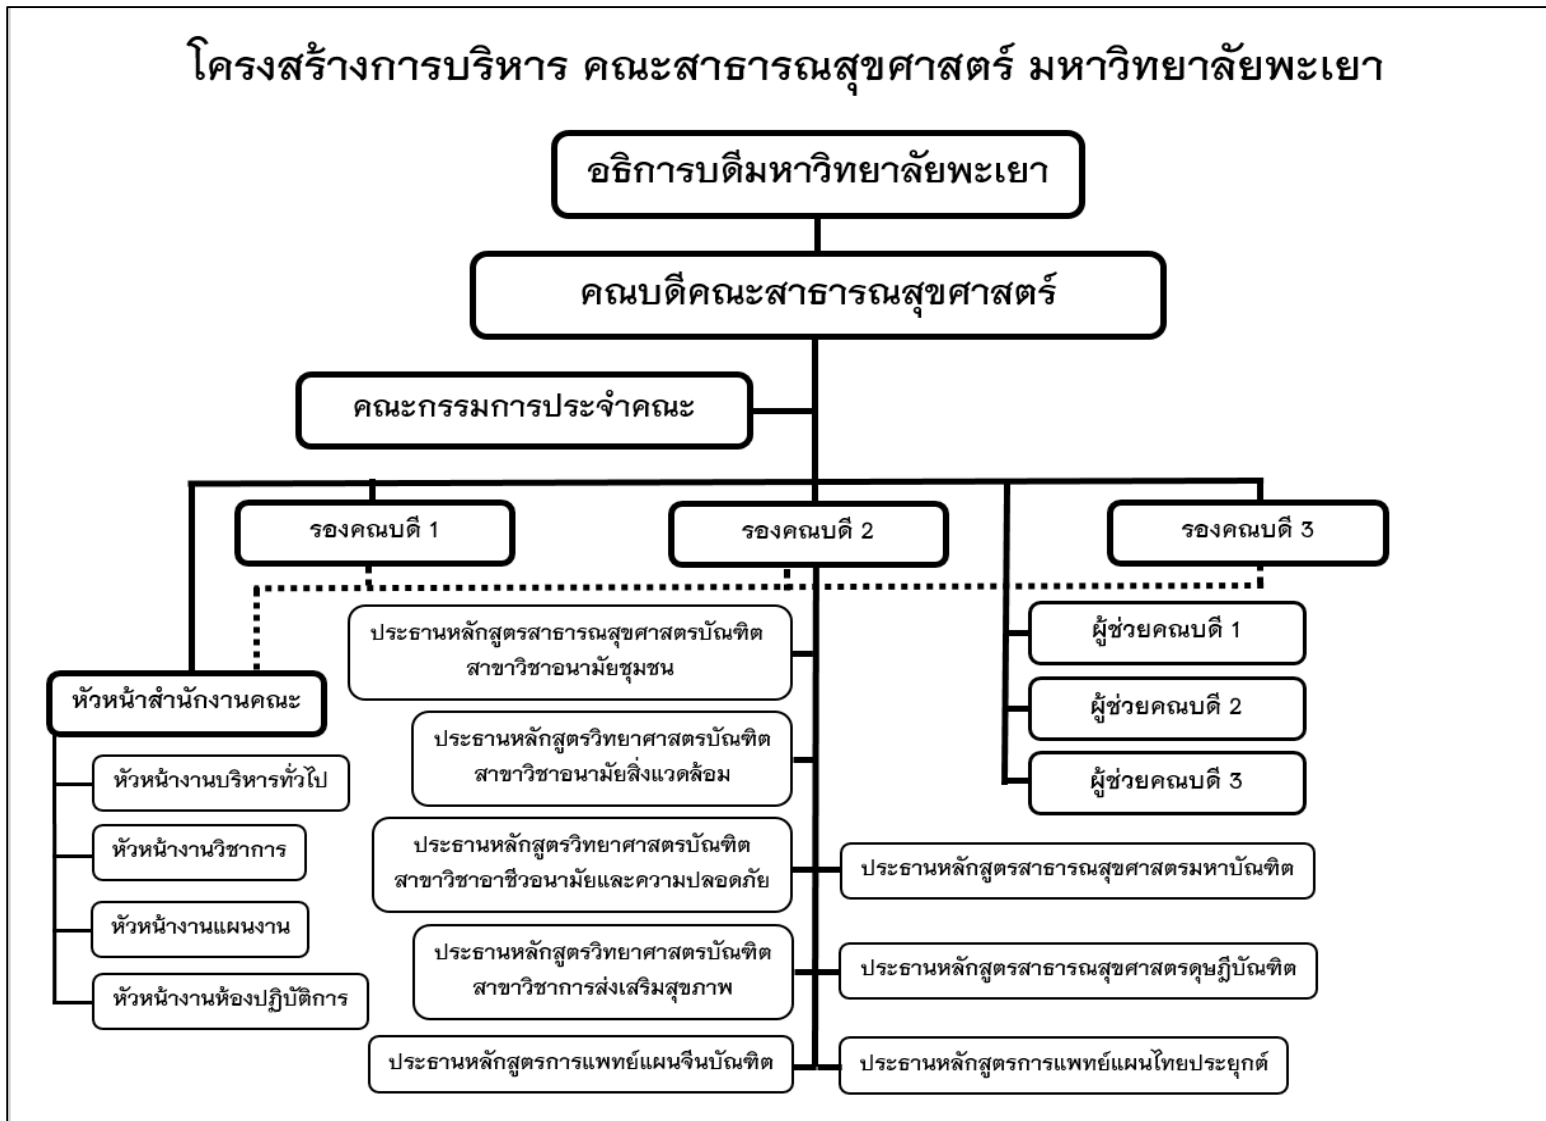 โครงสร้างการบริหาร คณะสาธารณสุขศาสตร์ มหาวิทยาลัยพะเยา
อธิการบดีมหาวิทยาลัยพะเยา
คณบดีคณะสาธารณสุขศาสตร์
คณะกรรมการประจำคณะ
รองคณบดี 1
รองคณบดี 2
รองคณบดี 3
หัวหน้าสำนักงานคณะ
หัวหน้างานบริหารทั่วไป
หัวหน้างานวิชาการ
หัวหน้างานแผนงาน
หัวหน้างานห้องปฏิบัติการ
ประธานหลักสูตรสาธารณสุขศาสตรบัณฑิต
สาขาวิชาอนามัยชุมชน
ประธานหลักสูตรวิทยาศาสตรบัณฑิต
สาขาวิชาอนามัยสิ่งแวดล้อม
ประธานหลักสูตรวิทยาศาสตรบัณฑิต
สาขาวิชาอาชีวอนามัยและความปลอดภัย
ประธานหลักสูตรวิทยาศาสตรบัณฑิต
สาขาวิชาการส่งเสริมสุขภาพ
ประธานหลักสูตรการแพทย์แผนจีนบัณฑิต
ประธานหลักสูตรสาธารณสุขศาสตรมหาบัณฑิต
ประธานหลักสูตรสาธารณสุขศาสตรดุษฎีบัณฑิต
ประธานหลักสูตรการแพทย์แผนไทยประยุกต์
ผู้ช่วยคณบดี 1
ผู้ช่วยคณบดี 2
ผู้ช่วยคณบดี 3